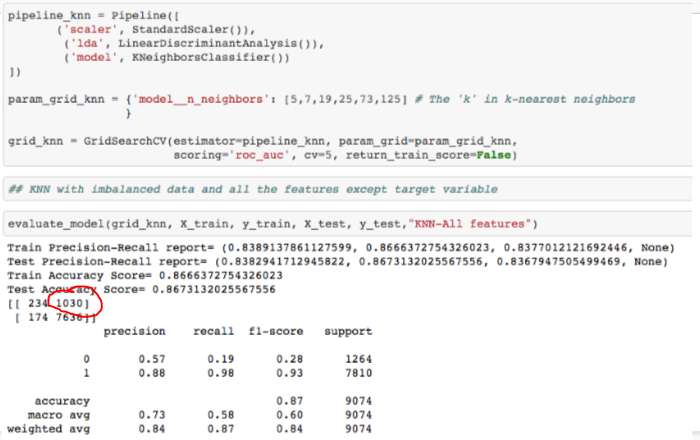 pipeline_knn = Pipeline([
('scaler', StandardScaler()),
('lda', LinearDiscriminantAnalysis()),
('model', KNeighborsClassifier())
])
param_grid_knn = {'model__n_neighbors': [5,7,19,25,73,125] # The 'k' in k-nearest neighbors
}
grid_knn = GridSearchCV(estimator=pipeline_knn, param_grid=param_grid_knn,
scoring='roc_auc', cv=5, return_train_score=False)
## KNN with imbalanced data and all the features except target variable
evaluate_model(grid_knn, X_train, y_train, X_test, y_test,"KNN-All features")
Train Precision-Recall report= (0.8389137861127599, 0.8666372754326023, 0.8377012121692446, None)
Test Precision-Recall report= (0.8382941712945822, 0.8673132025567556, 0.8367947505499469, None)
Train Accuracy Score= 0.8666372754326023
Test Accuracy Score= 0.8673132025567556
[[ 234 1030]
[ 174 7636]]
precision recall f1-score support
0 0.57 0.19 0.28 1264
1 0.88 0.98 0.93 7810
accuracy 0.87 9074
macro avg 0.73 0.58 0.60 9074
weighted avg 0.84 0.87 0.84 9074